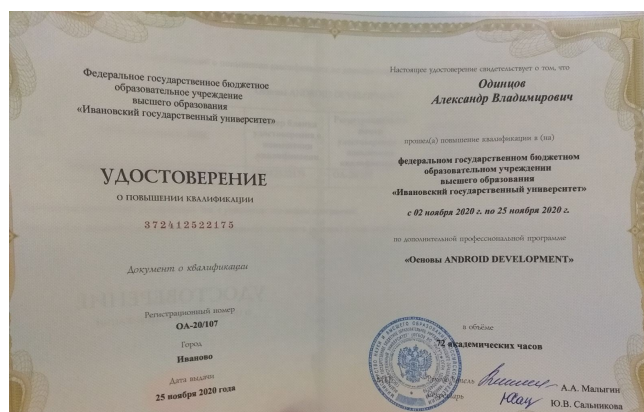 Федеральное государственное бюджетное
образовательное учреждение
высшего образования
«Ивановский государственный университет»
УДОСТОВЕРЕНИЕ
О ПОВЫШЕНИИ КВАЛИФИКАЦИИ
372412522175
Документ о квалификации
Регистрационный номер
ОА-20/107
Город
Иваново
Дата выдачи
25 ноября 2020 года
Настоящее удостоверение свидетельствует о том, что
Одинцов
Александр Владимирович
прошел(а) повышение квалификации в (на)
федеральном государственном бюджетном
образовательном учреждении
высшего образования
«Ивановский государственный университет»
с 02 ноября 2020 г. по 25 ноября 2020 г.
по дополнительной профессиональной программе
«Основы ANDROID DEVELOPMENT»
в объёме
72 академических часов
А.А. Малыгин
Ю.В. Сальникова